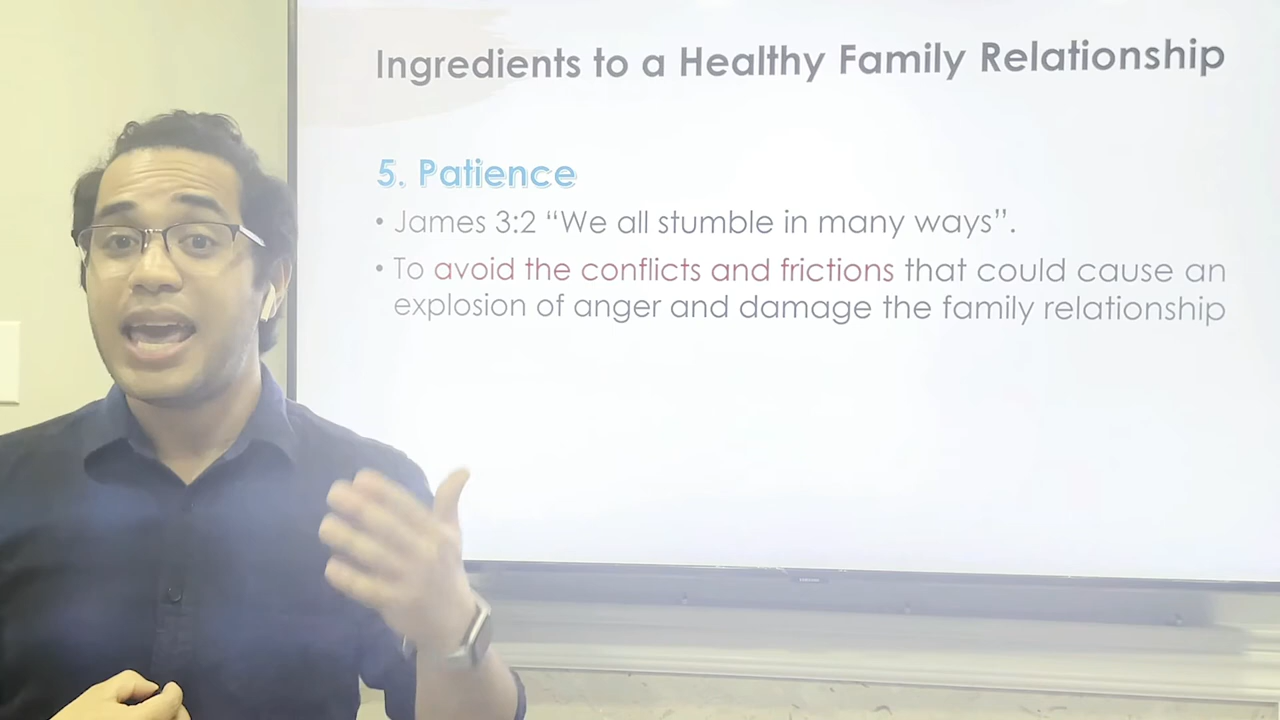 Ingredients to a Healthy Family Relationship
5. Patience
• James 3:2 “We all stumble in many ways”.
• To avoid the conflicts and frictions that could cause an
explosion of anger and damage the family relationship